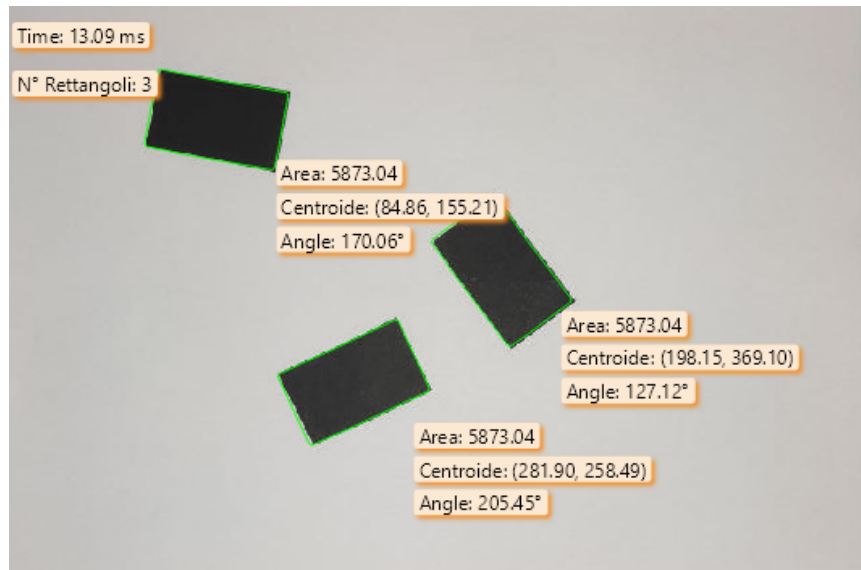 Time: 13.09 ms
N° Rettangoli: 3
Area: 5873.04
Centroide: (84.86, 155.21)
Angle: 170.06°
Area: 5873.04
Centroide: (198.15, 369.10)
Angle: 127.12°
Area: 5873.04
Centroide: (281.90, 258.49)
Angle: 205.45°